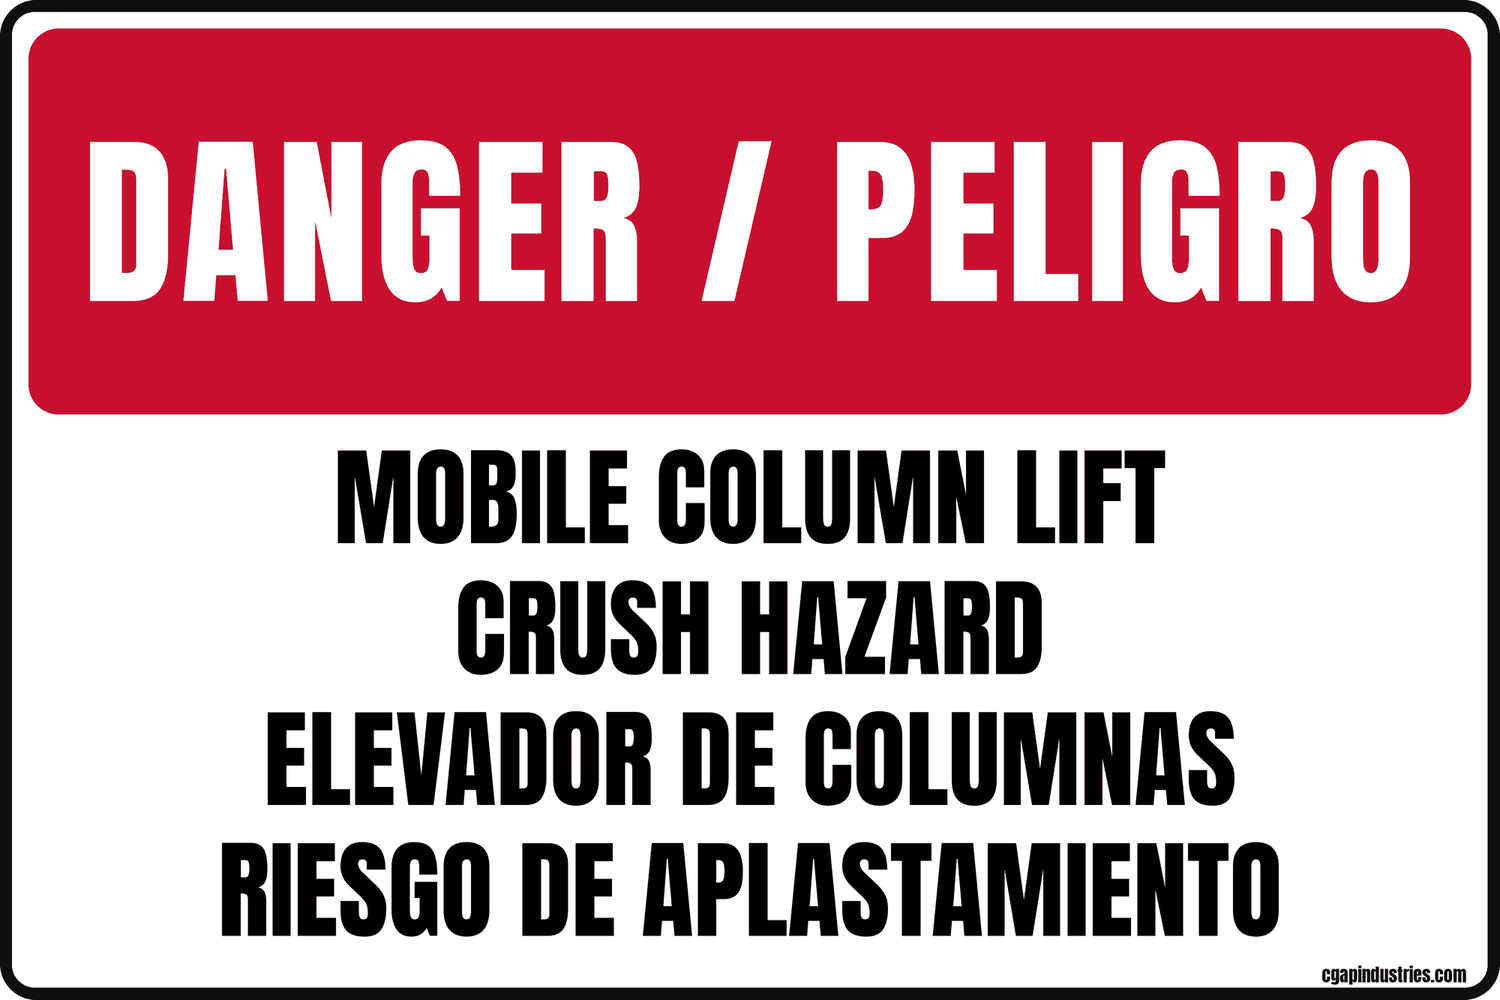 DANGER / PELIGRO
MOBILE COLUMN LIFT
CRUSH HAZARD
ELEVADOR DE COLUMNAS
RIESGO DE APLASTAMIENTO
cgapindustries.com